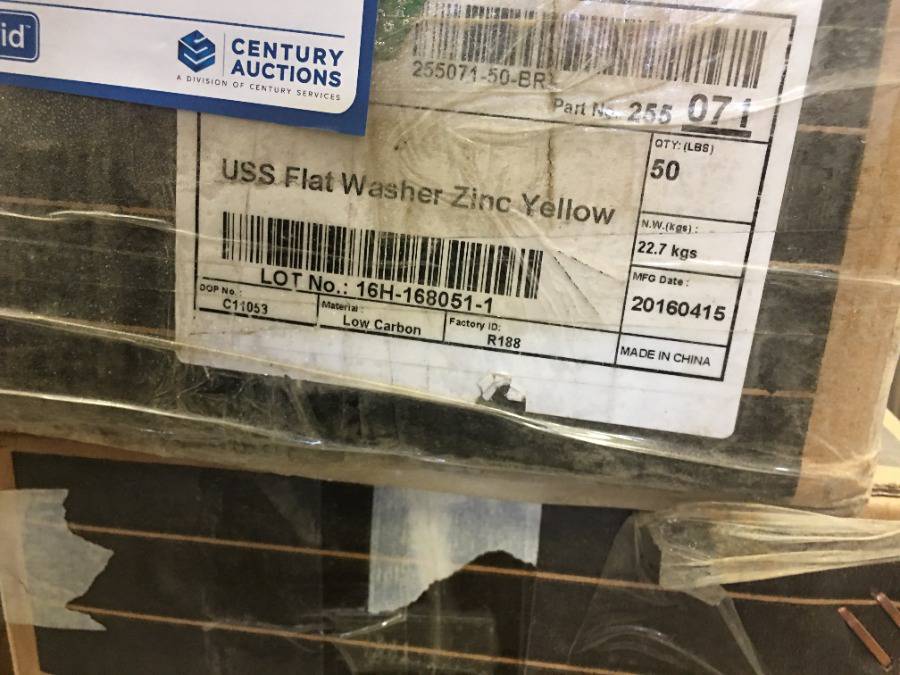 id™
CENTURY
AUCTIONS
A DIVISION OF CENTURY SERVICES
255071-50-BR
Part No. 255 071
USS Flat Washer Zinc Yellow
LOT No.: 16H-168051-1
QTY: (LBS)
50
N.W.(kgs) :
22.7 kgs
MFG Date :
20160415
MADE IN CHINA
DOP No. :
C11053
Material :
Low Carbon
Factory ID:
R188